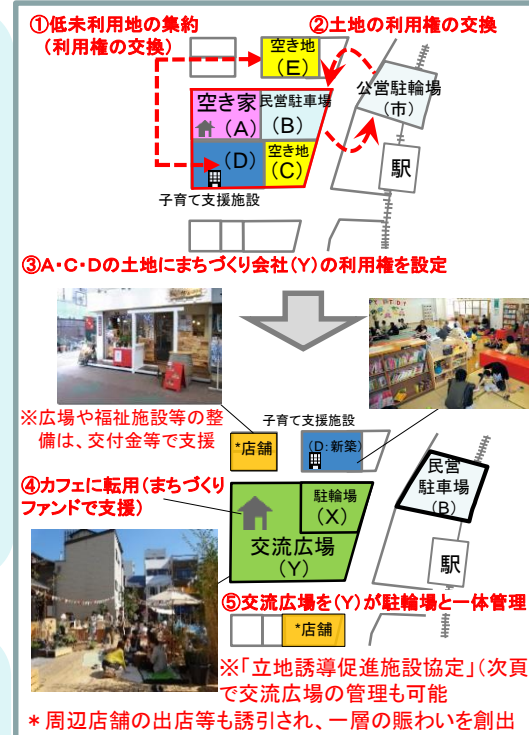 ①低未利用地の集約
(利用権の交換)
②土地の利用権の交換
空き地
(E)
公営駐輪場
(市)
空き家
(A)
民営駐車場
(B)
(D)
空き地
(C)
駅
子育て支援施設
③A・C・Dの土地にまちづくり会社(Y)の利用権を設定
※広場や福祉施設等の整
備は、交付金等で支援
子育て支援施設
*店舗
(D:新築)
民営
駐車場
(B)
④カフェに転用(まちづくり
ファンドで支援)
駐輪場
(X)
交流広場
(Y)
駅
⑤交流広場を(Y)が駐輪場と一体管理
*店舗
※「立地誘導促進施設協定」(次頁
で交流広場の管理も可能
*周辺店舗の出店等も誘引され、一層の賑わいを創出